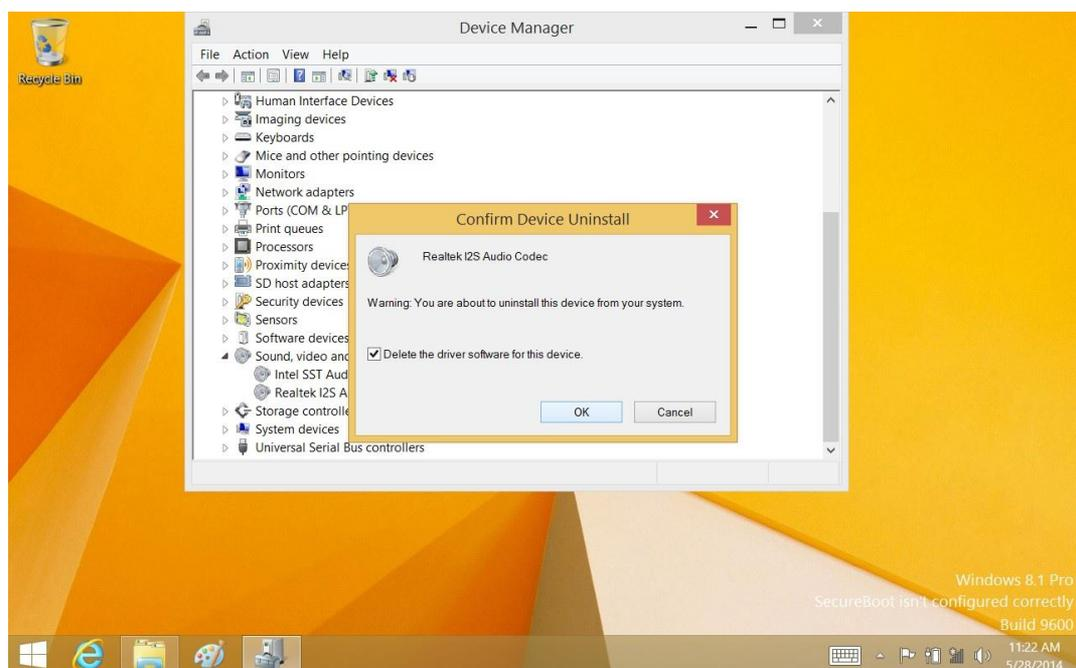 Recycle Bin
Device Manager
File Action View Help
Human Interface Devices
Imaging devices
Keyboards
Mice and other pointing devices
Monitors
Network adapters
Ports (COM & LP
Print queues
Processors
Proximity devices
SD host adapters
Security devices
Sensors
Software devices
Sound, video and
Intel SST Aud
Realtek I2S A
Storage controlle
System devices
Universal Serial Bus controllers
Confirm Device Uninstall
Realtek I2S Audio Codec
Warning: You are about to uninstall this device from your system.
Delete the driver software for this device.
OK Cancel
Windows 8.1 Pro
SecureBoot isn't configured correctly
Build 9600
11:22 AM
5/28/2014